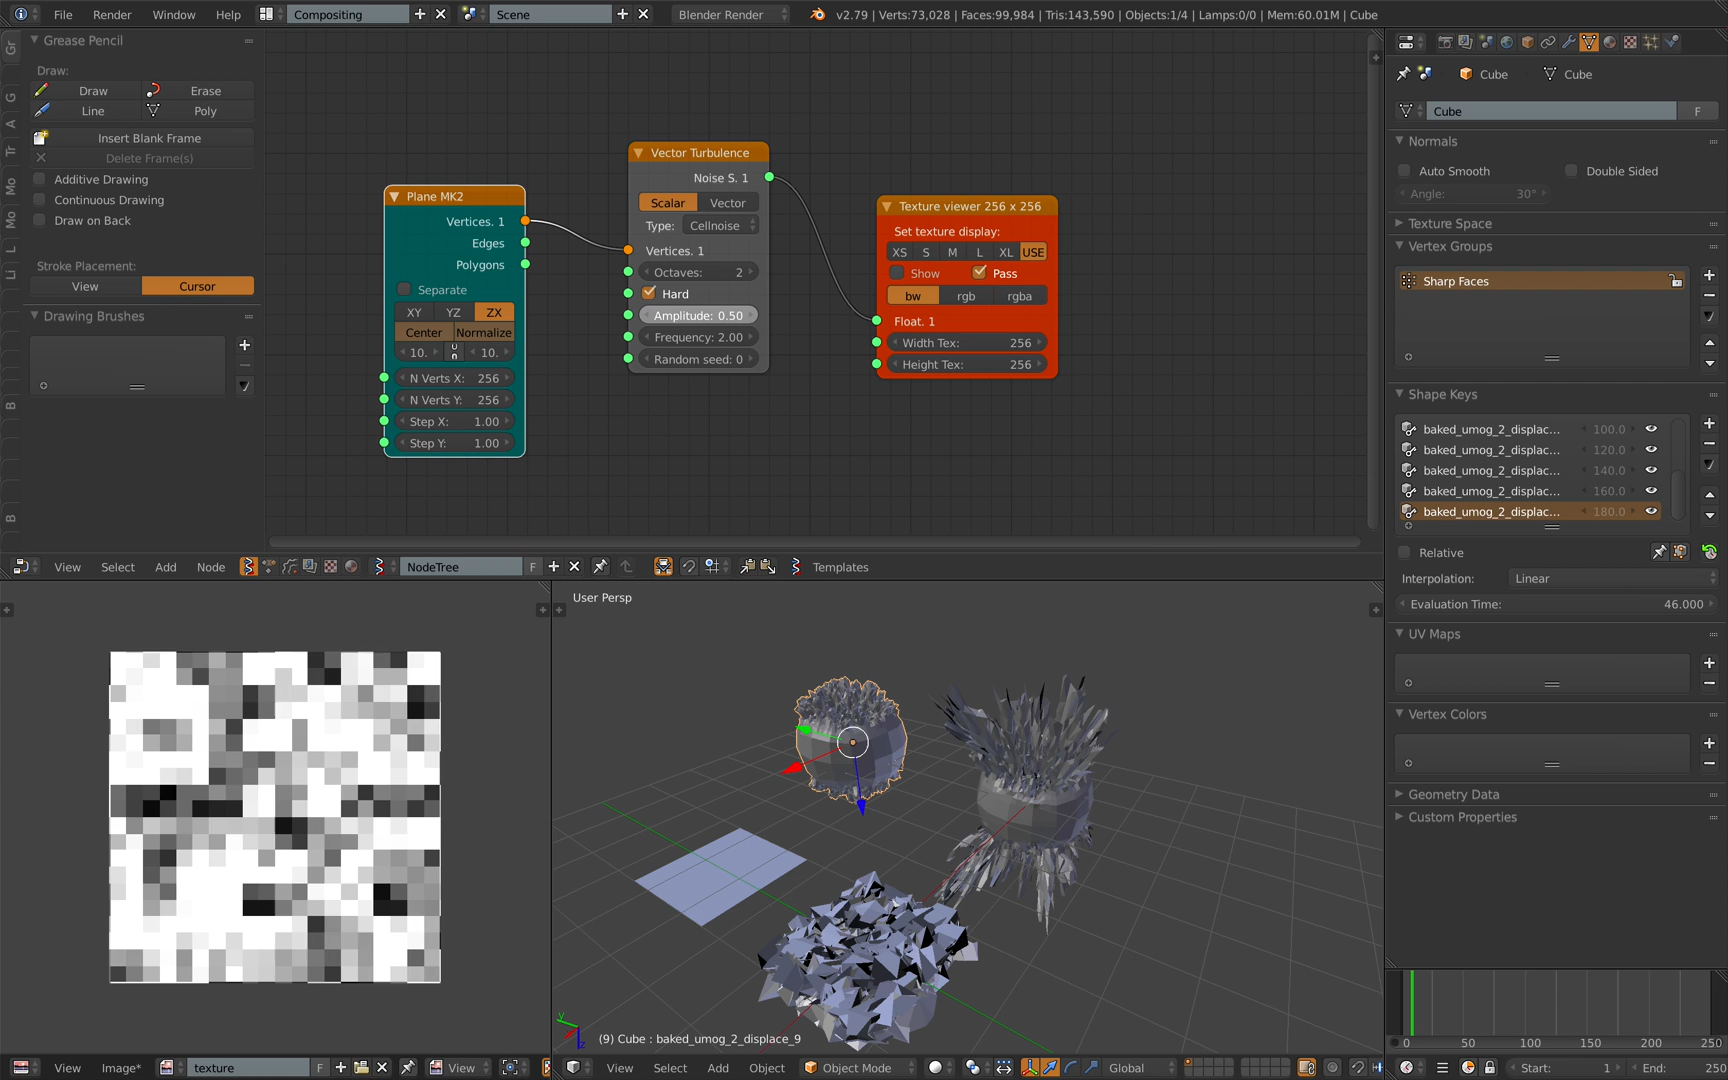 File Render Window Help Compositing Scene Blender Render v2.79 | Verts:73,028 | Faces:99,984 | Tris:143,590 | Objects:1/4 | Lamps:0/0 | Mem:60.01M | Cube
Grease Pencil
Draw:
Draw Erase
Line Poly
Insert Blank Frame
Delete Frame(s)
Additive Drawing
Continuous Drawing
Draw on Back
Stroke Placement:
View Cursor
Drawing Brushes
Gr
G
A
Tr
Mo
Mo
L
Li
B
B
Plane MK2
Vertices. 1
Edges
Polygons
Separate
XY YZ ZX
Center Normalize
10. 10.
N Verts X: 256
N Verts Y: 256
Step X: 1.00
Step Y: 1.00
Vector Turbulence
Noise S. 1
Scalar Vector
Type: Cellnoise
Vertices. 1
Octaves: 2
Hard
Amplitude: 0.50
Frequency: 2.00
Random seed: 0
Texture viewer 256 x 256
Set texture display:
XS S M L XL USE
Show Pass
bw rgb rgba
Float. 1
Width Tex: 256
Height Tex: 256
View Select Add Node NodeTree F Templates
Cube Cube
Cube F
Normals
Auto Smooth Double Sided
Angle: 30°
Texture Space
Vertex Groups
Sharp Faces
Shape Keys
baked_umog_2_displac... 100.0
baked_umog_2_displac... 120.0
baked_umog_2_displac... 140.0
baked_umog_2_displac... 160.0
baked_umog_2_displac... 180.0
Relative
Interpolation: Linear
Evaluation Time: 46.000
UV Maps
Vertex Colors
Geometry Data
Custom Properties
User Persp
y
z
(9) Cube : baked_umog_2_displace_9
View Image* texture F View
View Select Add Object Object Mode Global
0 50 100 150 200 250
Start: 1 End: 250